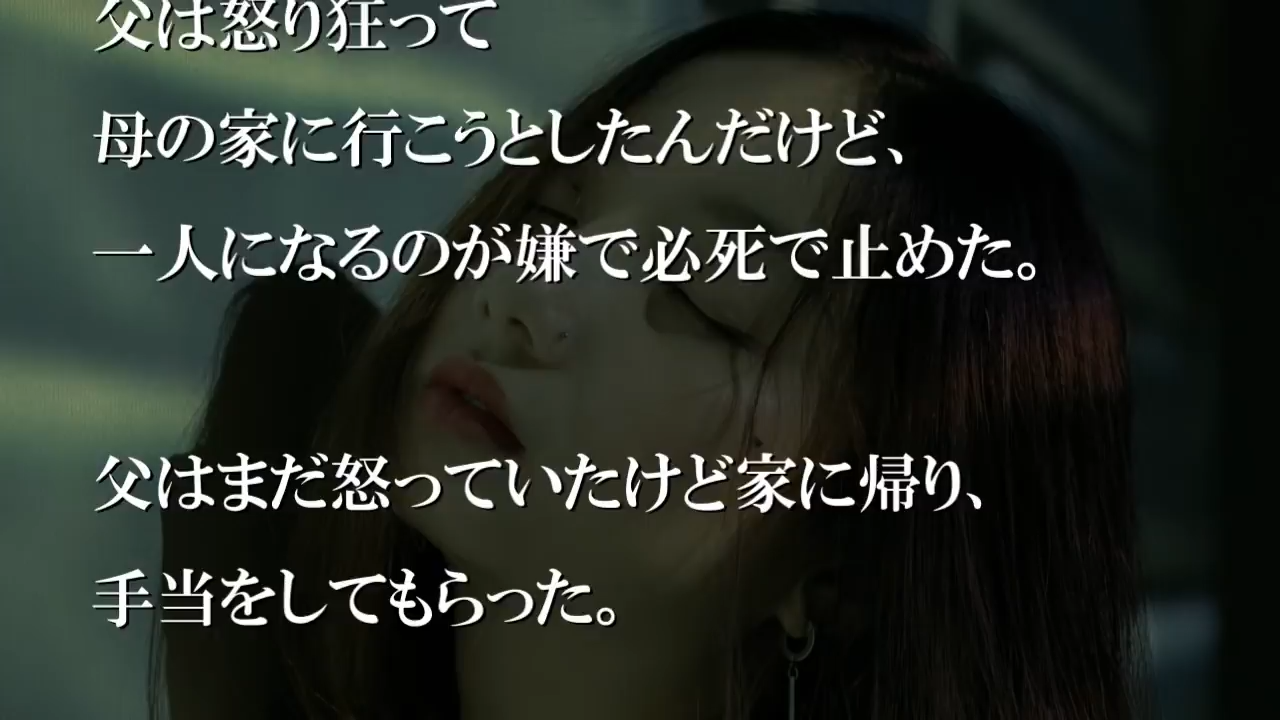 父は怒り狂って
母の家に行こうとしたんだけど、
一人になるのが嫌で必死で止めた。
父はまだ怒っていたけど家に帰り、
手当をしてもらった。